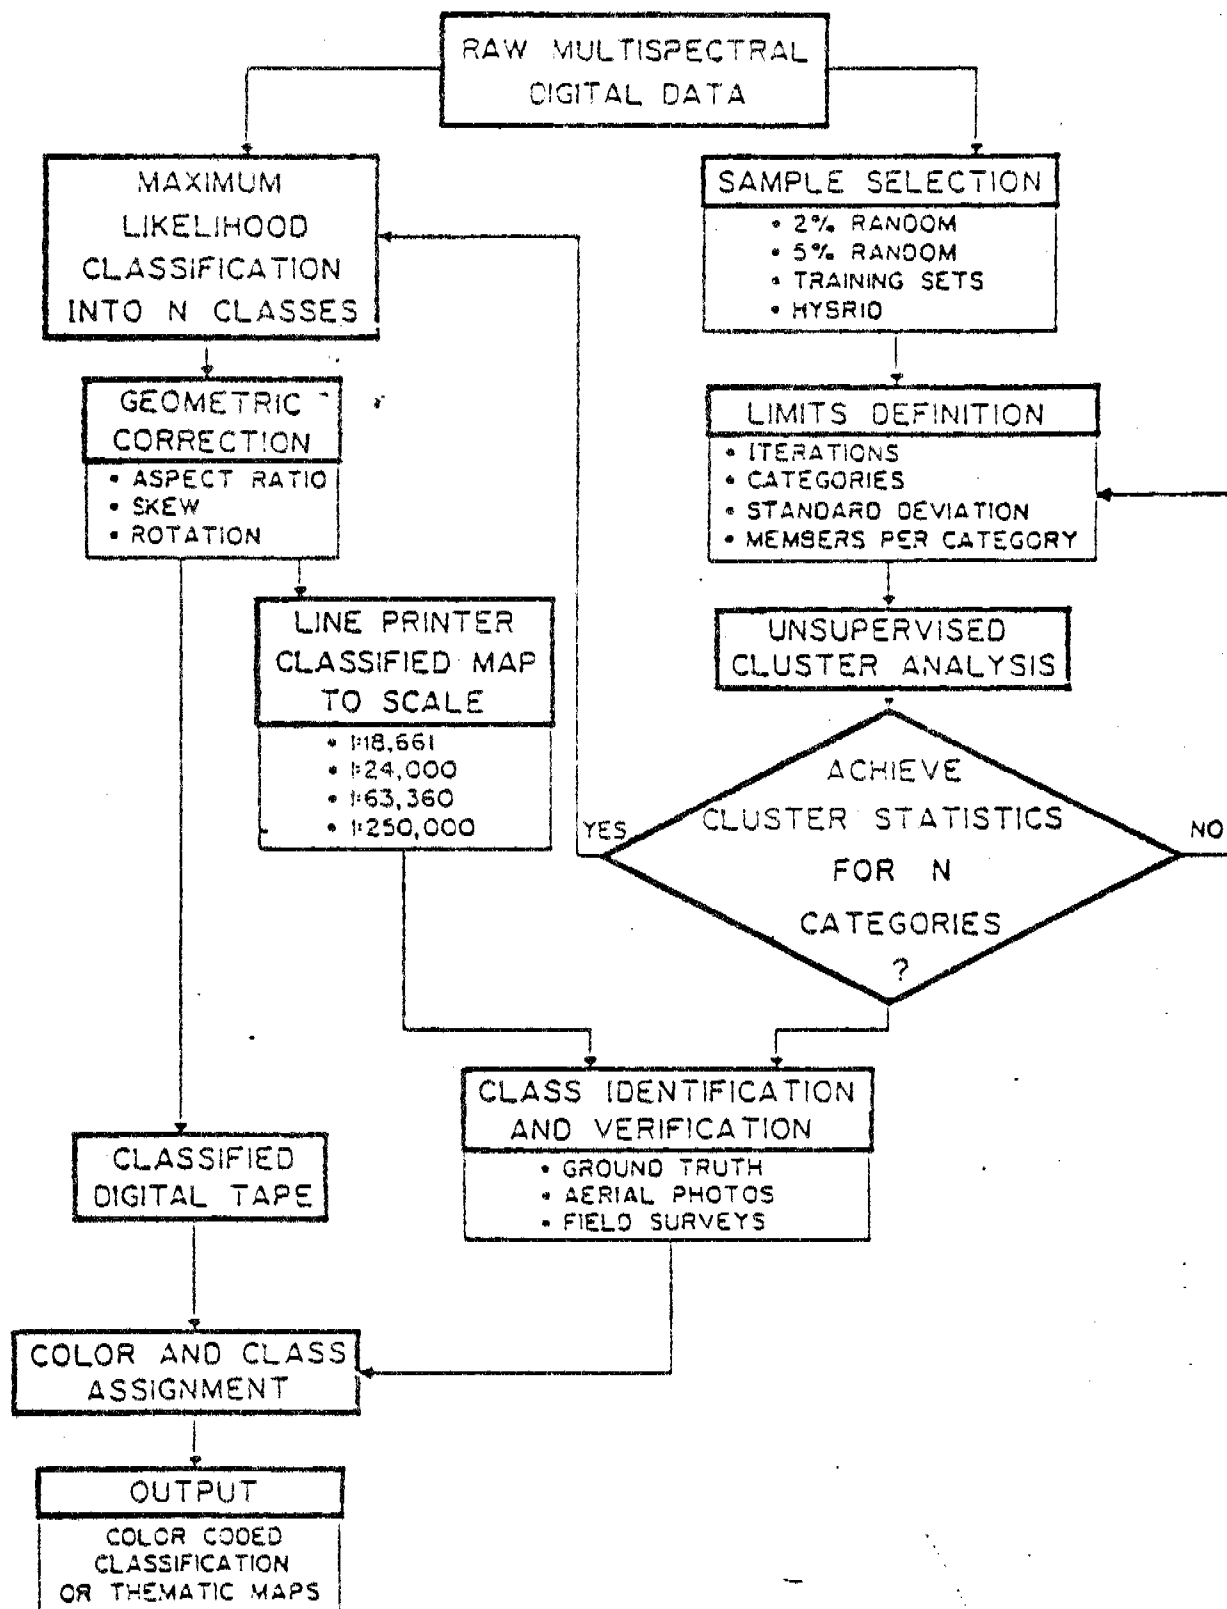 RAW MULTISPECTRAL
DIGITAL DATA
MAXIMUM
LIKELIHOOD
CLASSIFICATION
INTO N CLASSES
SAMPLE SELECTION
• 2% RANDOM
• 5% RANDOM
• TRAINING SETS
• HYBRID
GEOMETRIC
CORRECTION
• ASPECT RATIO
• SKEW
• ROTATION
LIMITS DEFINITION
• ITERATIONS
• CATEGORIES
• STANDARD DEVIATION
• MEMBERS PER CATEGORY
LINE PRINTER
CLASSIFIED MAP
TO SCALE
• 1:18,661
• 1:24,000
• 1:63,360
• 1:250,000
UNSUPERVISED
CLUSTER ANALYSIS
ACHIEVE
CLUSTER STATISTICS
FOR N
CATEGORIES
?
YES
NO
CLASS IDENTIFICATION
AND VERIFICATION
• GROUND TRUTH
• AERIAL PHOTOS
• FIELD SURVEYS
CLASSIFIED
DIGITAL TAPE
COLOR AND CLASS
ASSIGNMENT
OUTPUT
COLOR CODED
CLASSIFICATION
OR THEMATIC MAPS